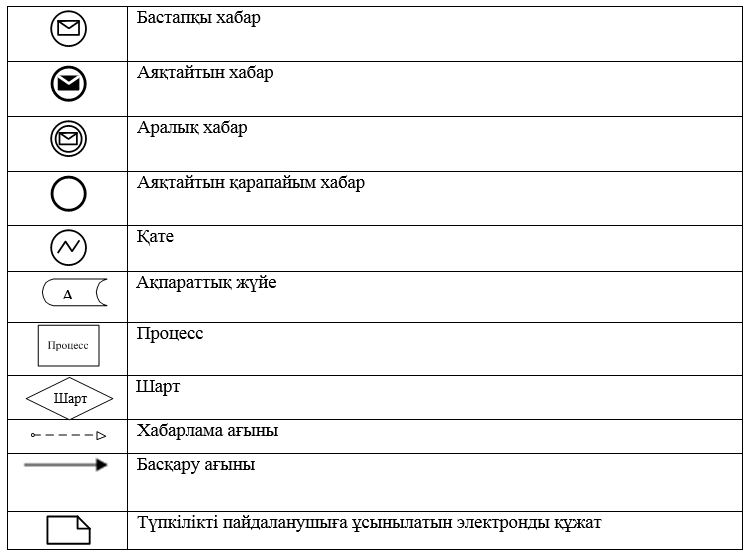 Бастапқы хабар
Аяқтайтын хабар
Аралық хабар
Аяқтайтын қарапайым хабар
Қате
Δ Ақпараттық жүйе
Процесс Процесс
Шарт Шарт
Хабарлама ағыны
Басқару ағыны
Түпкілікті пайдаланушыға ұсынылатын электронды құжат